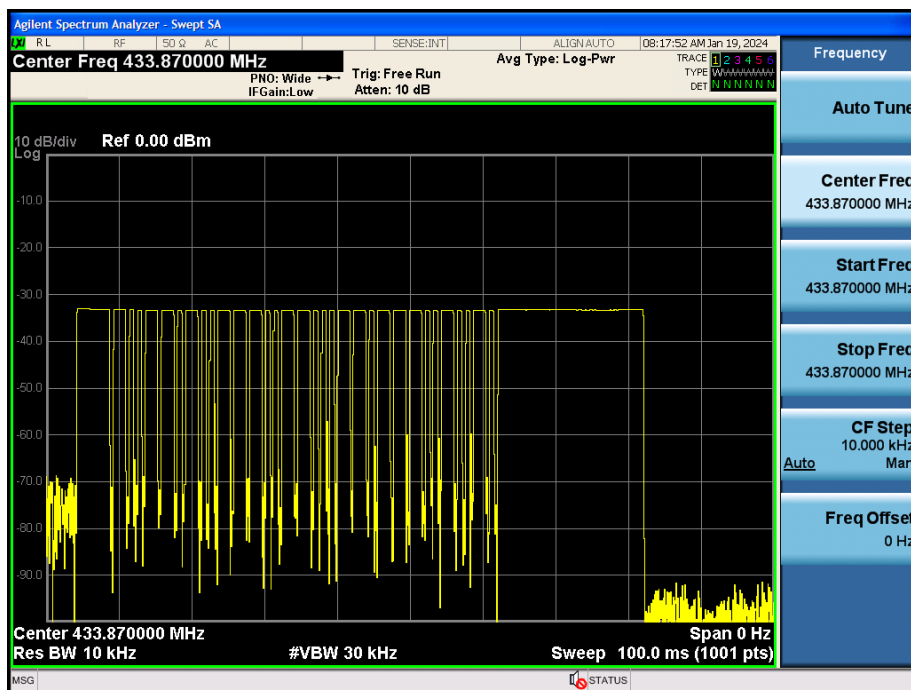 Agilent Spectrum Analyzer - Swept SA
LXI RL RF 50 Ω AC SENSE:INT ALIGNAUTO 08:17:52 AM Jan 19, 2024
Center Freq 433.870000 MHz
PNO: Wide
IFGain:Low
Trig: Free Run
Atten: 10 dB
Avg Type: Log-Pwr
TRACE 1 2 3 4 5 6
TYPE
DET N N N N N N
10 dB/div Ref 0.00 dBm
Log
-10.0
-20.0
-30.0
-40.0
-50.0
-60.0
-70.0
-80.0
-90.0
Center 433.870000 MHz Span 0 Hz
Res BW 10 kHz #VBW 30 kHz Sweep 100.0 ms (1001 pts)
MSG STATUS
Frequency
Auto Tune
Center Freq
433.870000 MHz
Start Freq
433.870000 MHz
Stop Freq
433.870000 MHz
CF Step
10.000 kHz
Auto Man
Freq Offset
0 Hz